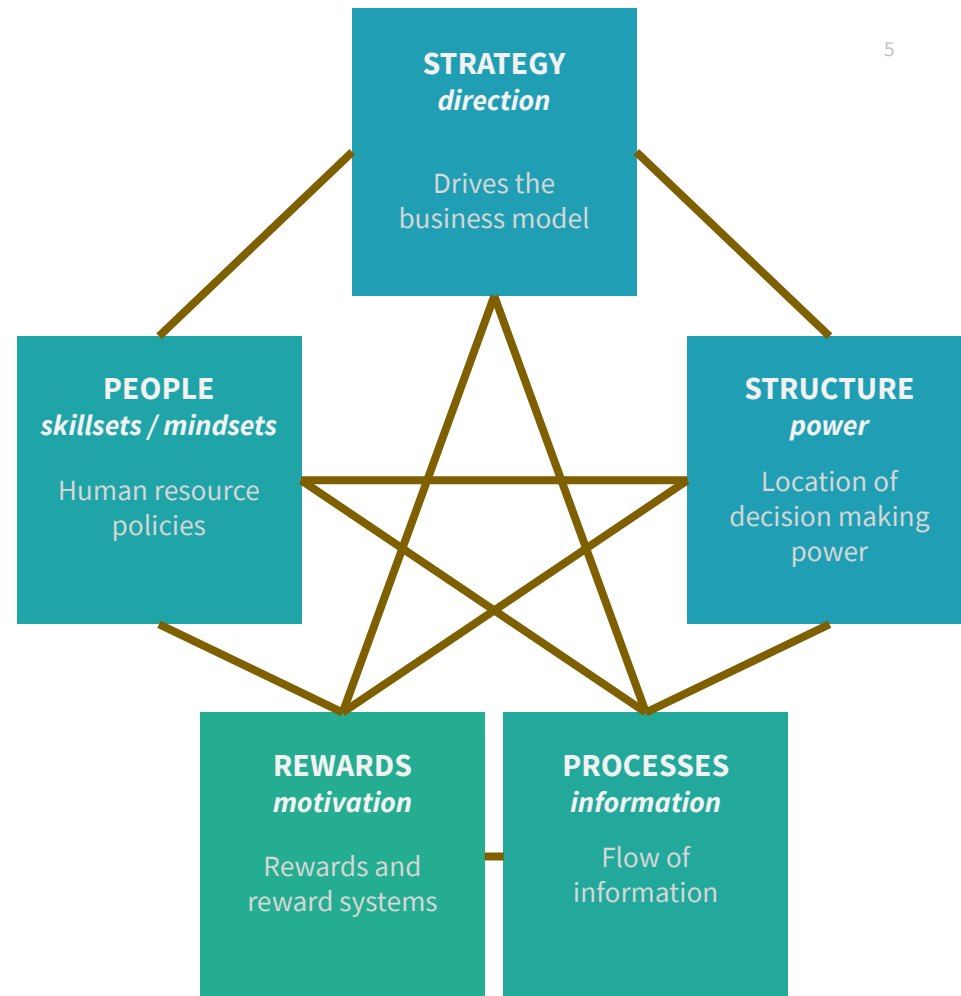 5
STRATEGY
direction
Drives the
business model
PEOPLE
skillsets / mindsets
Human resource
policies
STRUCTURE
power
Location of
decision making
power
REWARDS
motivation
Rewards and
reward systems
PROCESSES
information
Flow of
information